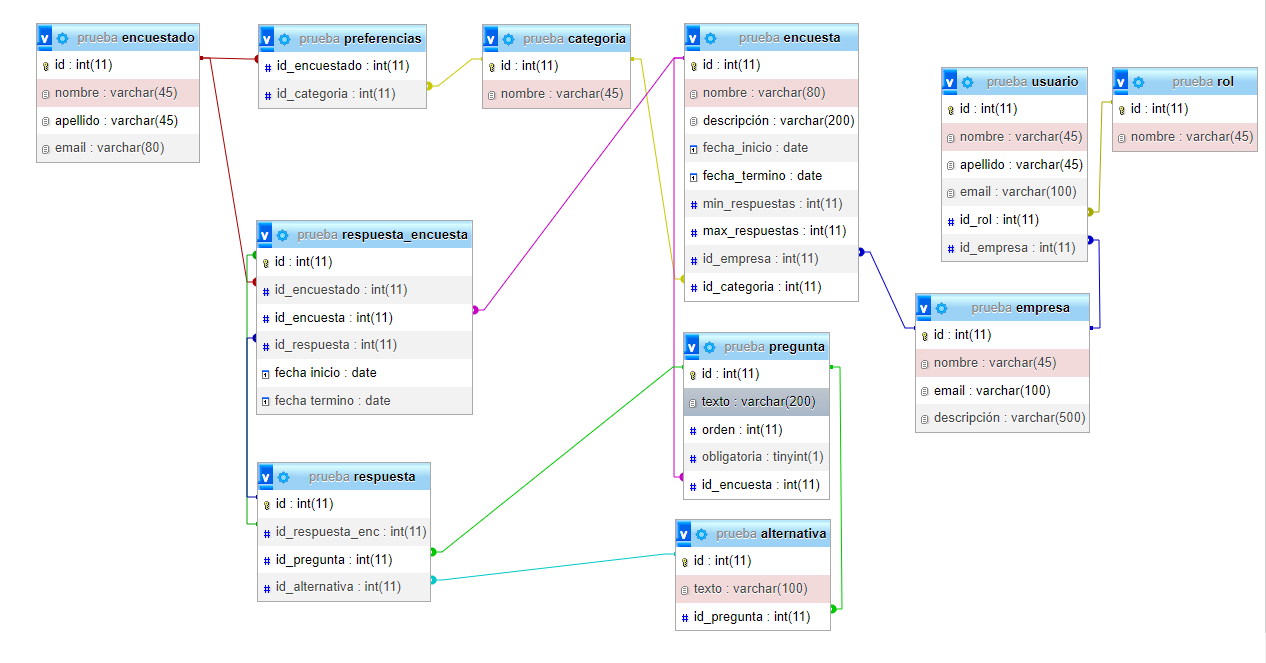 prueba encuestado
id : int(11)
nombre : varchar(45)
apellido : varchar(45)
email : varchar(80)
prueba preferencias
id_encuestado : int(11)
id_categoria : int(11)
prueba categoria
id : int(11)
nombre : varchar(45)
prueba encuesta
id : int(11)
nombre : varchar(80)
descripción : varchar(200)
fecha_inicio : date
fecha_termino : date
min_respuestas : int(11)
max_respuestas : int(11)
id_empresa : int(11)
id_categoria : int(11)
prueba usuario
id : int(11)
nombre : varchar(45)
apellido : varchar(45)
email : varchar(100)
id_rol : int(11)
id_empresa : int(11)
prueba rol
id : int(11)
nombre : varchar(45)
prueba respuesta_encuesta
id : int(11)
id_encuestado : int(11)
id_encuesta : int(11)
id_respuesta : int(11)
fecha inicio : date
fecha termino : date
prueba empresa
id : int(11)
nombre : varchar(45)
email : varchar(100)
descripción : varchar(500)
prueba pregunta
id : int(11)
texto : varchar(200)
orden : int(11)
obligatoria : tinyint(1)
id_encuesta : int(11)
prueba respuesta
id : int(11)
id_respuesta_enc : int(11)
id_pregunta : int(11)
id_alternativa : int(11)
prueba alternativa
id : int(11)
texto : varchar(100)
id_pregunta : int(11)